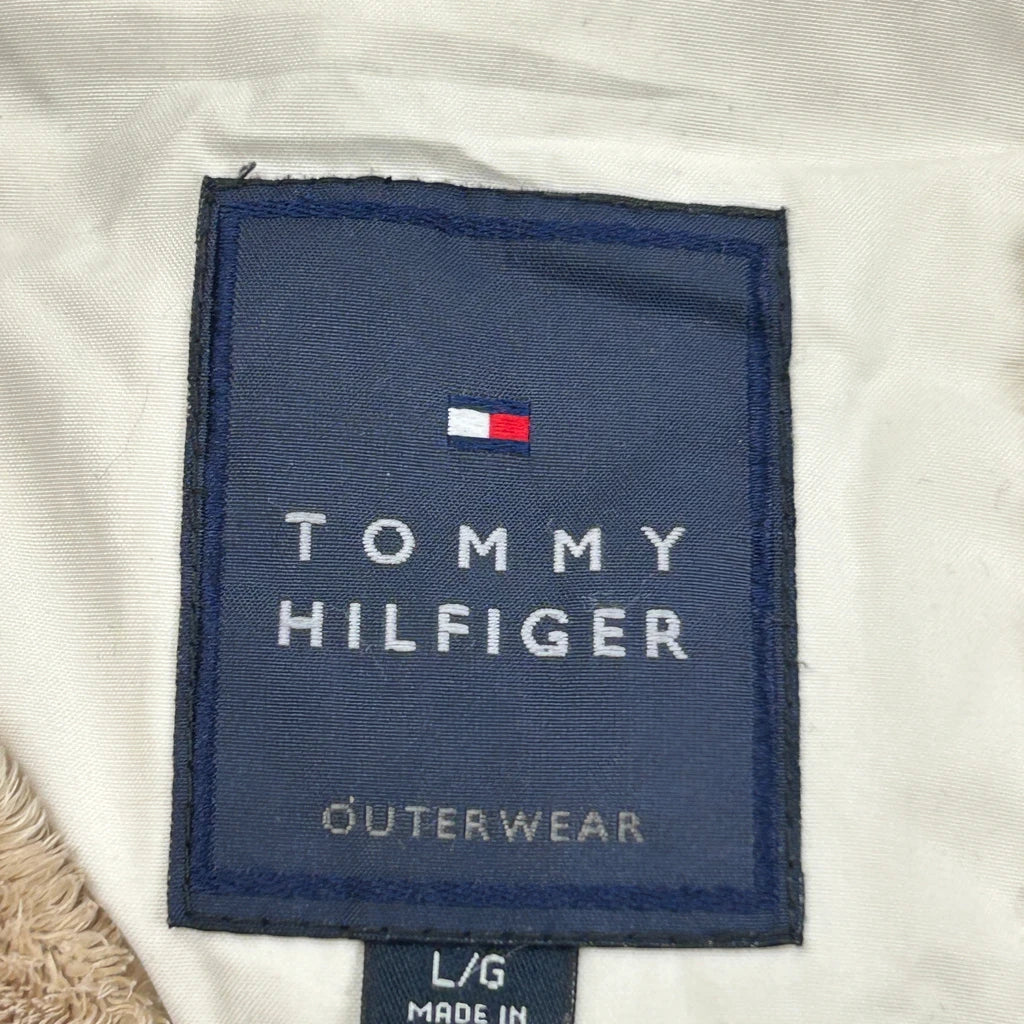 TOMMY
HILFIGER
OUTERWEAR
L/G
MADE IN